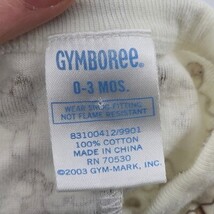 GYMBOREE®
0-3 MOS.
WEAR SNUG FITTING
NOT FLAME RESISTANT
83100412/9901
100% COTTON
MADE IN CHINA
RN 70530
©2003 GYM-MARK, INC.